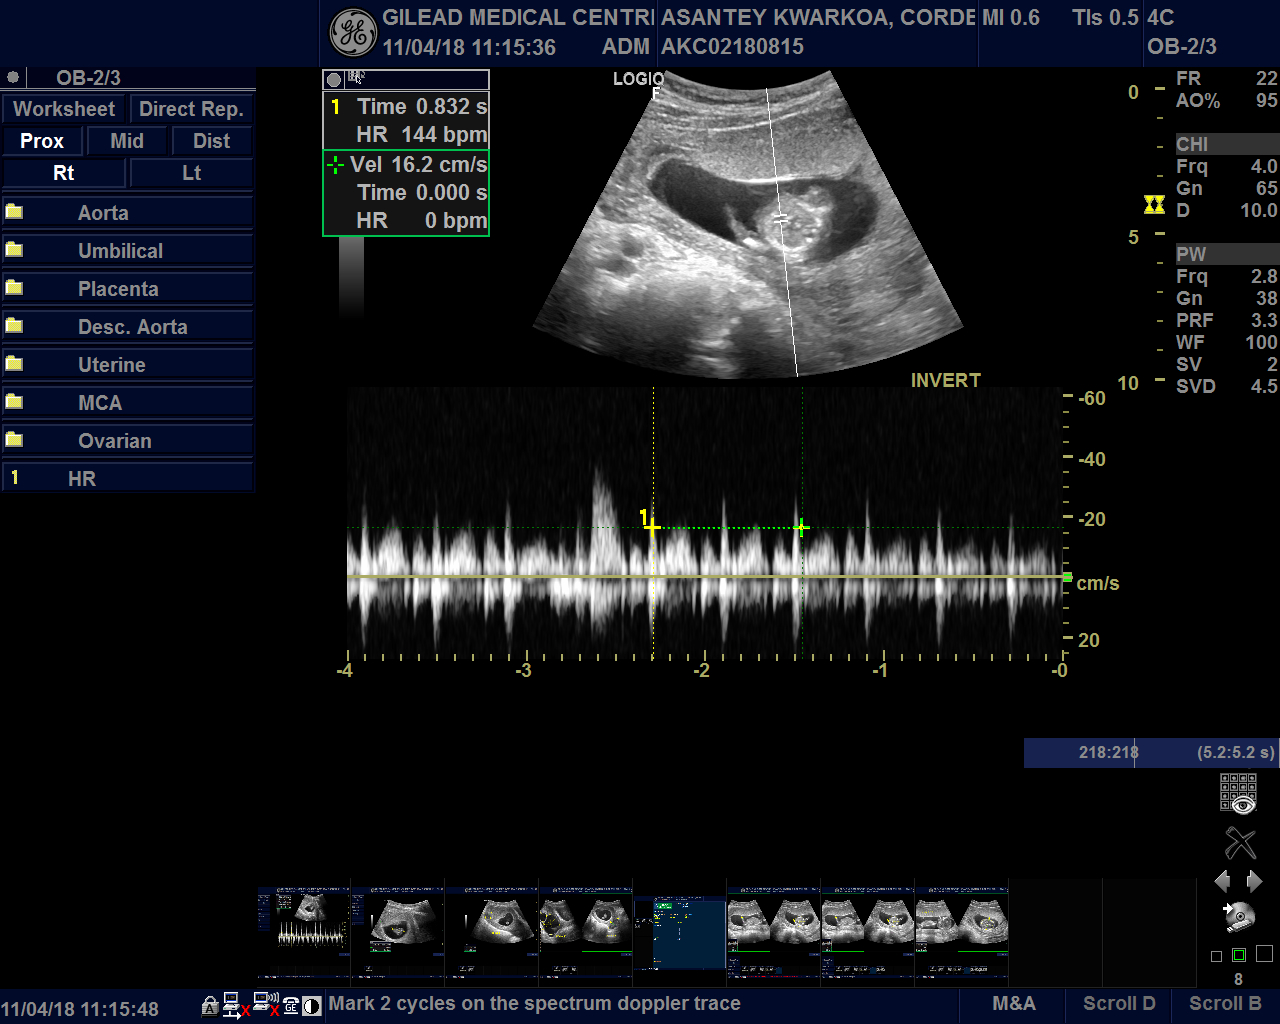 GILEAD MEDICAL CENTR
ASANTEY KWARKOA, CORDE
MI 0.6
TIs 0.5
4C
11/04/18 11:15:36
ADM
AKC02180815
OB-2/3
OB-2/3
Worksheet
Direct Rep.
Prox
Mid
Dist
Rt
Lt
Aorta
Umbilical
Placenta
Desc. Aorta
Uterine
MCA
Ovarian
1 HR
1 Time 0.832 s
HR 144 bpm
Vel 16.2 cm/s
Time 0.000 s
HR 0 bpm
LOGIQ
F
0
5
10
FR 22
AO% 95
CHI
Frq 4.0
Gn 65
D 10.0
PW
Frq 2.8
Gn 38
PRF 3.3
WF 100
SV 2
SVD 4.5
INVERT
-60
-40
-20
cm/s
20
1
-4
-3
-2
-1
-0
218:218
(5.2:5.2 s)
8
11/04/18 11:15:48
Mark 2 cycles on the spectrum doppler trace
M&A
Scroll D
Scroll B